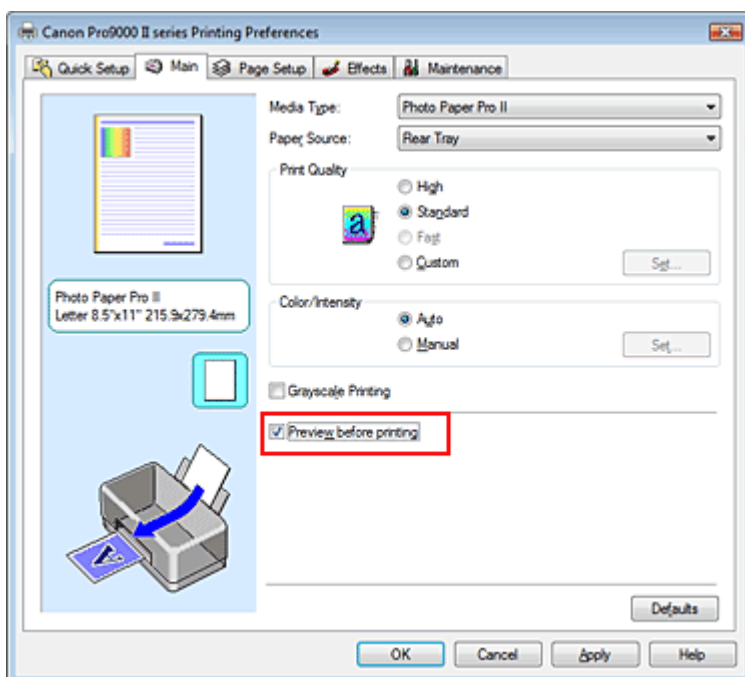 Canon Pro9000 II series Printing Preferences
Quick Setup Main Page Setup Effects Maintenance
Media Type: Photo Paper Pro II
Paper Source: Rear Tray
Print Quality
High
a Standard
Fast
Custom Set...
Photo Paper Pro II
Letter 8.5"x11" 215.9x279.4mm
Color/Intensity
Auto
Manual Set...
Grayscale Printing
Preview before printing
A
Defaults
OK Cancel Apply Help